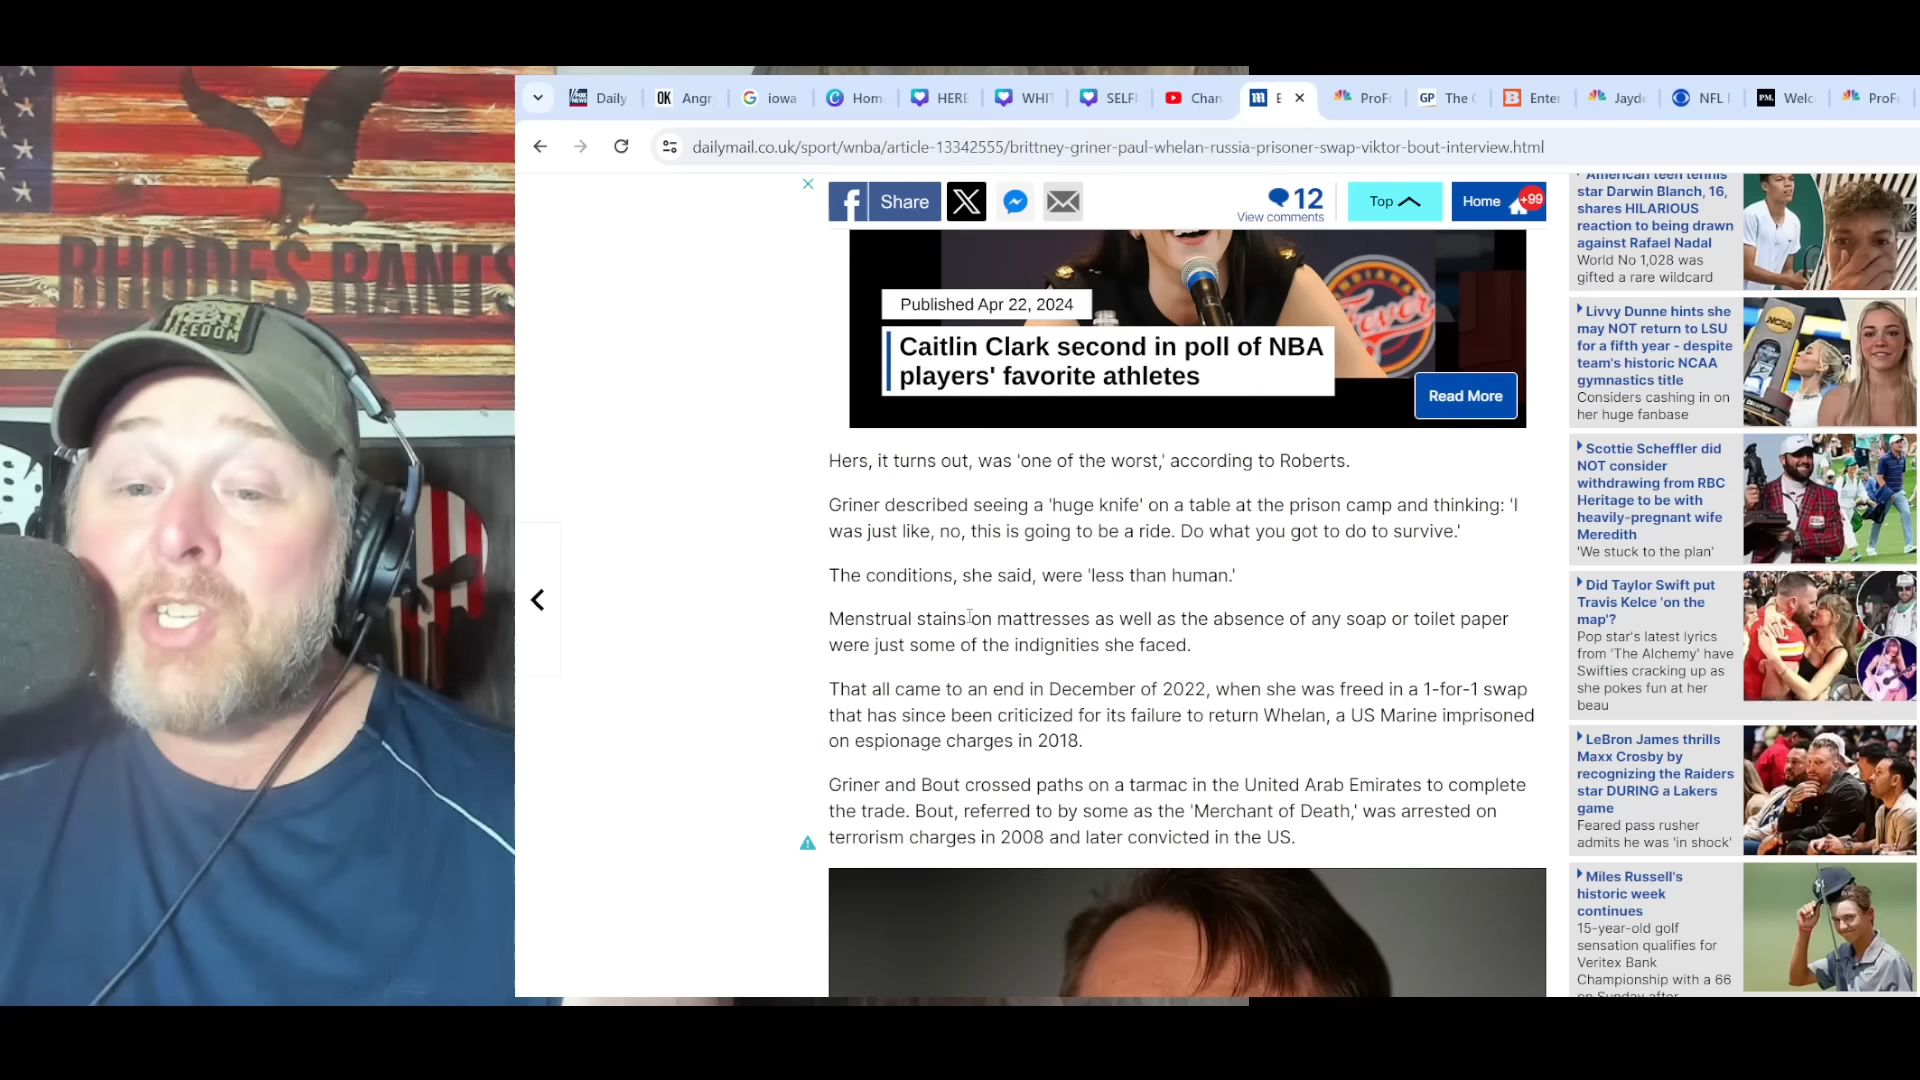 RHODES RANTS
FREEDOM
Daily
OK Angr
iowa
Hom
HERE
WHI
SELF
Chan
ProF
GP The
Enter
Jayd
NFL
PM. Welc
ProF
dailymail.co.uk/sport/wnba/article-13342555/brittney-griner-paul-whelan-russia-prisoner-swap-viktor-bout-interview.html
Share
12
View comments
Top
Home
+99
INDIANA
Fever
Published Apr 22, 2024
Caitlin Clark second in poll of NBA
players' favorite athletes
Read More
Hers, it turns out, was 'one of the worst,' according to Roberts.
Griner described seeing a 'huge knife' on a table at the prison camp and thinking: 'I
was just like, no, this is going to be a ride. Do what you got to do to survive.'
The conditions, she said, were 'less than human.'
Menstrual stains on mattresses as well as the absence of any soap or toilet paper
were just some of the indignities she faced.
That all came to an end in December of 2022, when she was freed in a 1-for-1 swap
that has since been criticized for its failure to return Whelan, a US Marine imprisoned
on espionage charges in 2018.
Griner and Bout crossed paths on a tarmac in the United Arab Emirates to complete
the trade. Bout, referred to by some as the 'Merchant of Death,' was arrested on
terrorism charges in 2008 and later convicted in the US.
American teen tennis
star Darwin Blanch, 16,
shares HILARIOUS
reaction to being drawn
against Rafael Nadal
World No 1,028 was
gifted a rare wildcard
Livvy Dunne hints she
may NOT return to LSU
for a fifth year - despite
team's historic NCAA
gymnastics title
Considers cashing in on
her huge fanbase
NCAA
Scottie Scheffler did
NOT consider
withdrawing from RBC
Heritage to be with
heavily-pregnant wife
Meredith
'We stuck to the plan'
Did Taylor Swift put
Travis Kelce 'on the
map'?
Pop star's latest lyrics
from 'The Alchemy' have
Swifties cracking up as
she pokes fun at her
beau
LeBron James thrills
Maxx Crosby by
recognizing the Raiders
star DURING a Lakers
game
Feared pass rusher
admits he was 'in shock'
Miles Russell's
historic week
continues
15-year-old golf
sensation qualifies for
Veritex Bank
Championship with a 66
on Sunday after